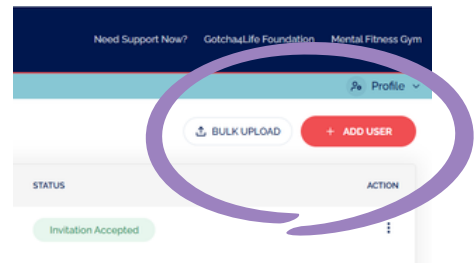 Need Support Now? Gotcha4Life Foundation Mental Fitness Gym
Profile
BULK UPLOAD + ADD USER
STATUS ACTION
Invitation Accepted